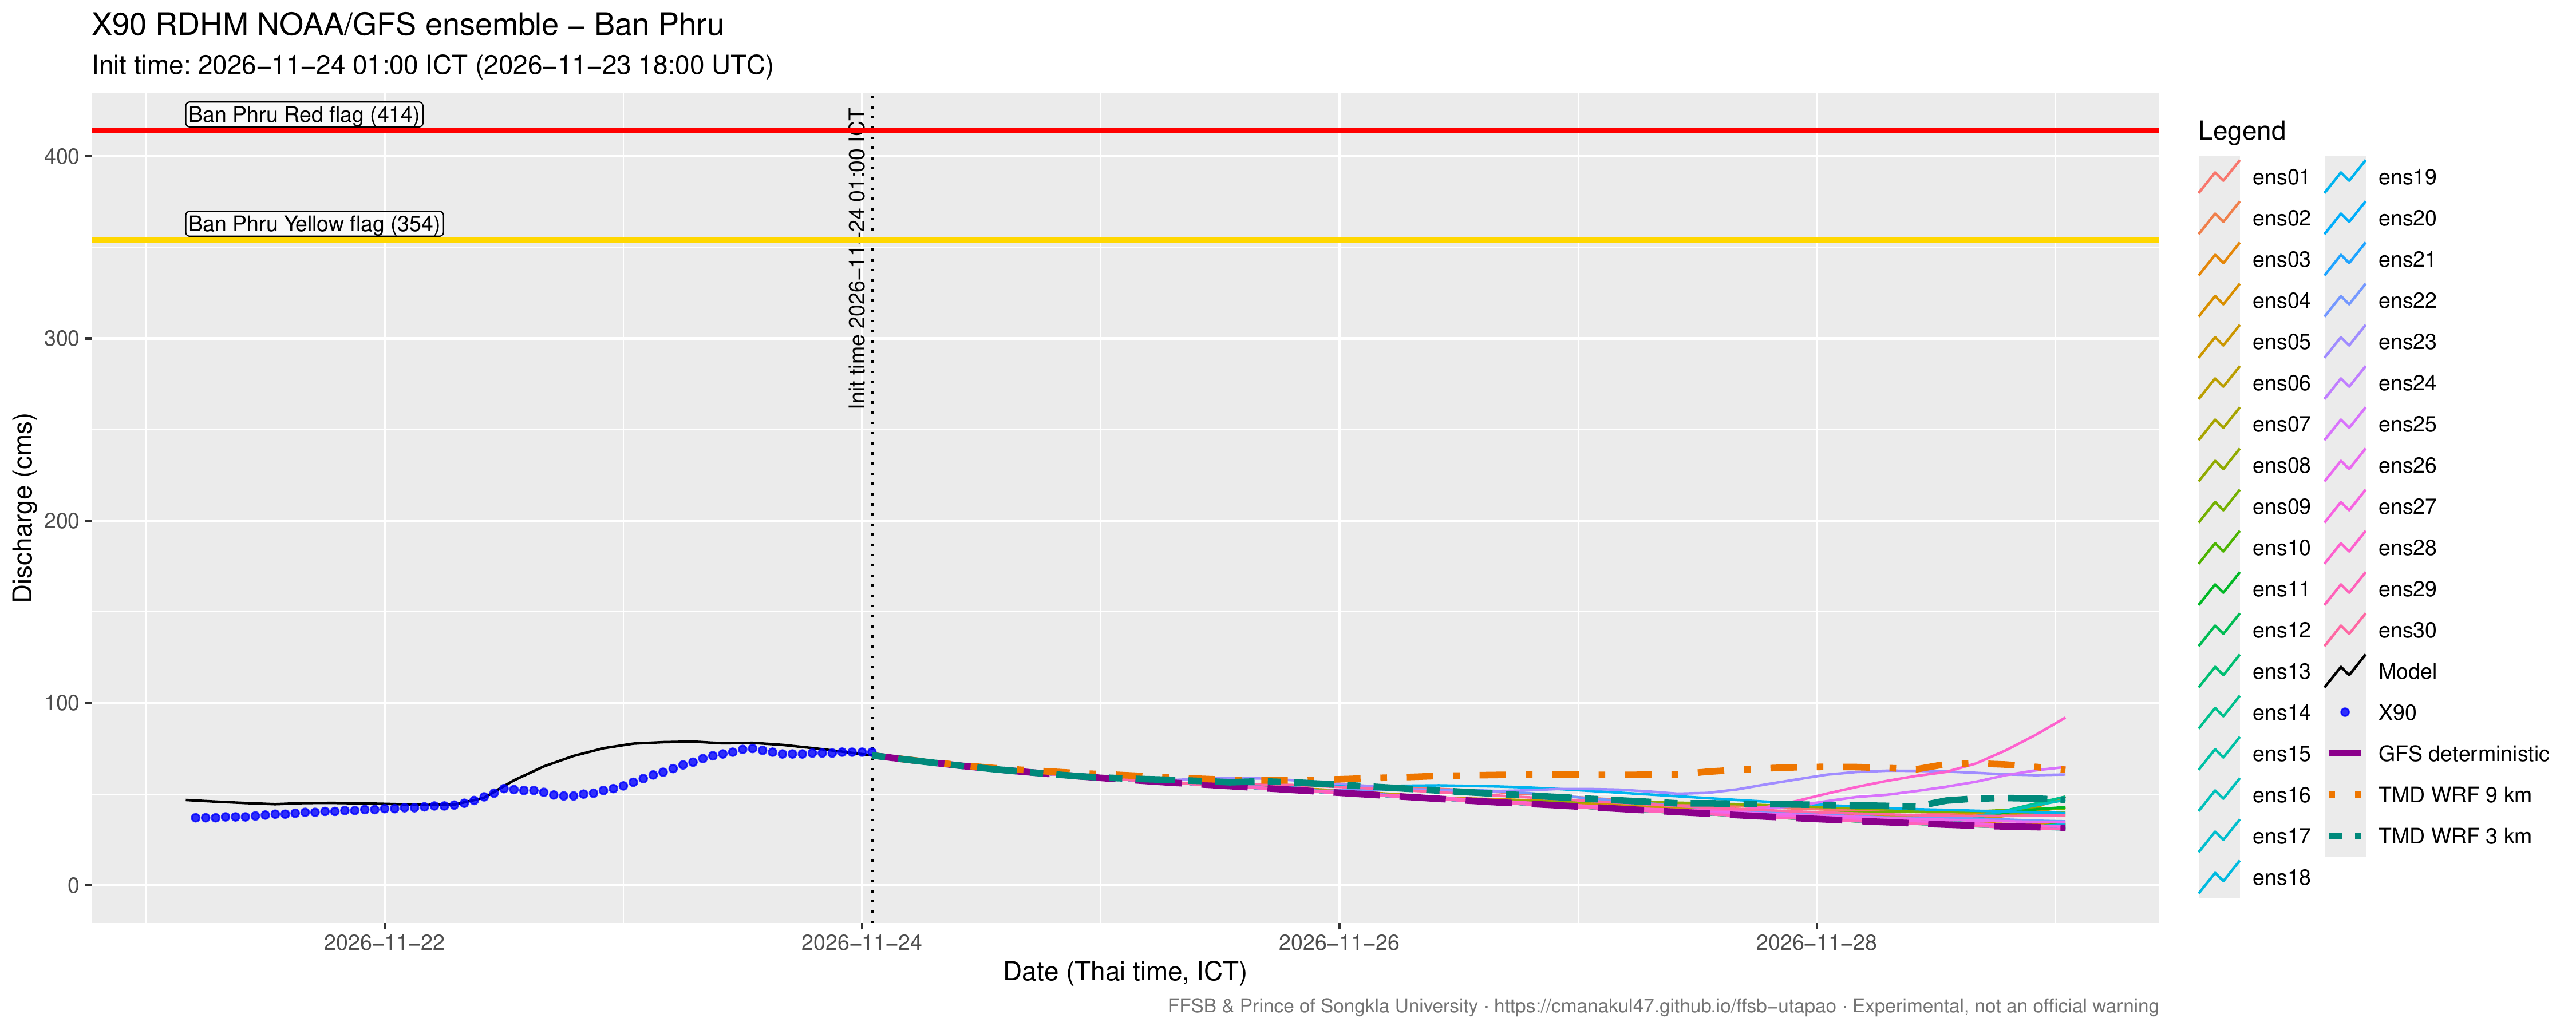 X90 RDHM NOAA/GFS ensemble – Ban Phru
Init time: 2026–11–24 01:00 ICT (2026–11–23 18:00 UTC)
Ban Phru Red flag (414)
Ban Phru Yellow flag (354)
Init time 2026–11–24 01:00 ICT
Discharge (cms)
400
300
200
100
0
2026–11–22
2026–11–24
2026–11–26
2026–11–28
Date (Thai time, ICT)
Legend
ens01
ens02
ens03
ens04
ens05
ens06
ens07
ens08
ens09
ens10
ens11
ens12
ens13
ens14
ens15
ens16
ens17
ens18
ens19
ens20
ens21
ens22
ens23
ens24
ens25
ens26
ens27
ens28
ens29
ens30
Model
X90
GFS deterministic
TMD WRF 9 km
TMD WRF 3 km
FFSB & Prince of Songkla University · https://cmanakul47.github.io/ffsb–utapao · Experimental, not an official warning